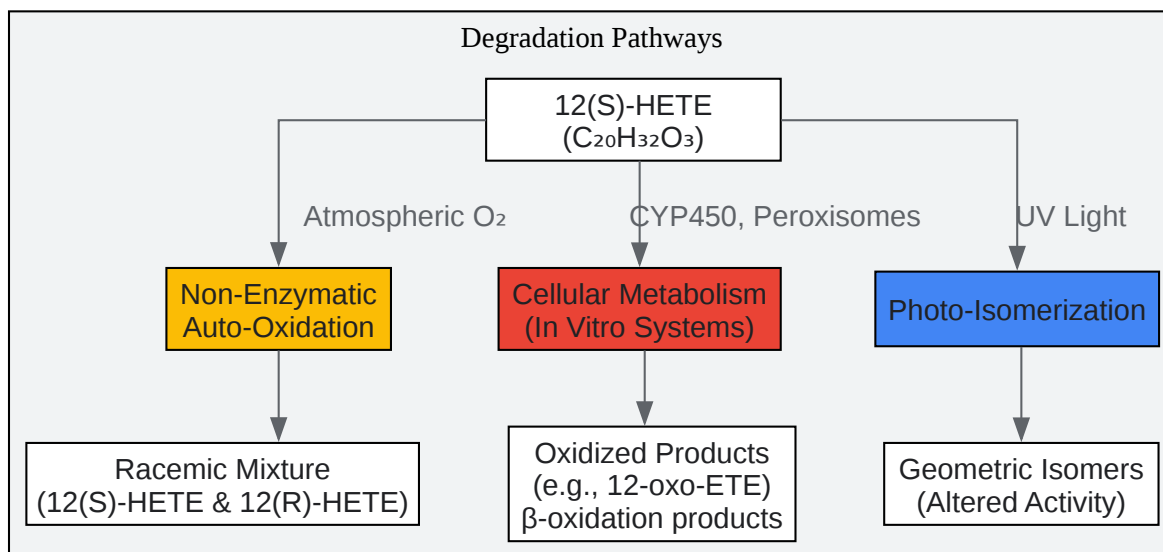 Degradation Pathways
12(S)-HETE
(C₂₀H₃₂O₃)
Atmospheric O₂
CYP450, Peroxisomes
UV Light
Non-Enzymatic
Auto-Oxidation
Cellular Metabolism
(In Vitro Systems)
Photo-Isomerization
Racemic Mixture
(12(S)-HETE & 12(R)-HETE)
Oxidized Products
(e.g., 12-oxo-ETE)
β-oxidation products
Geometric Isomers
(Altered Activity)